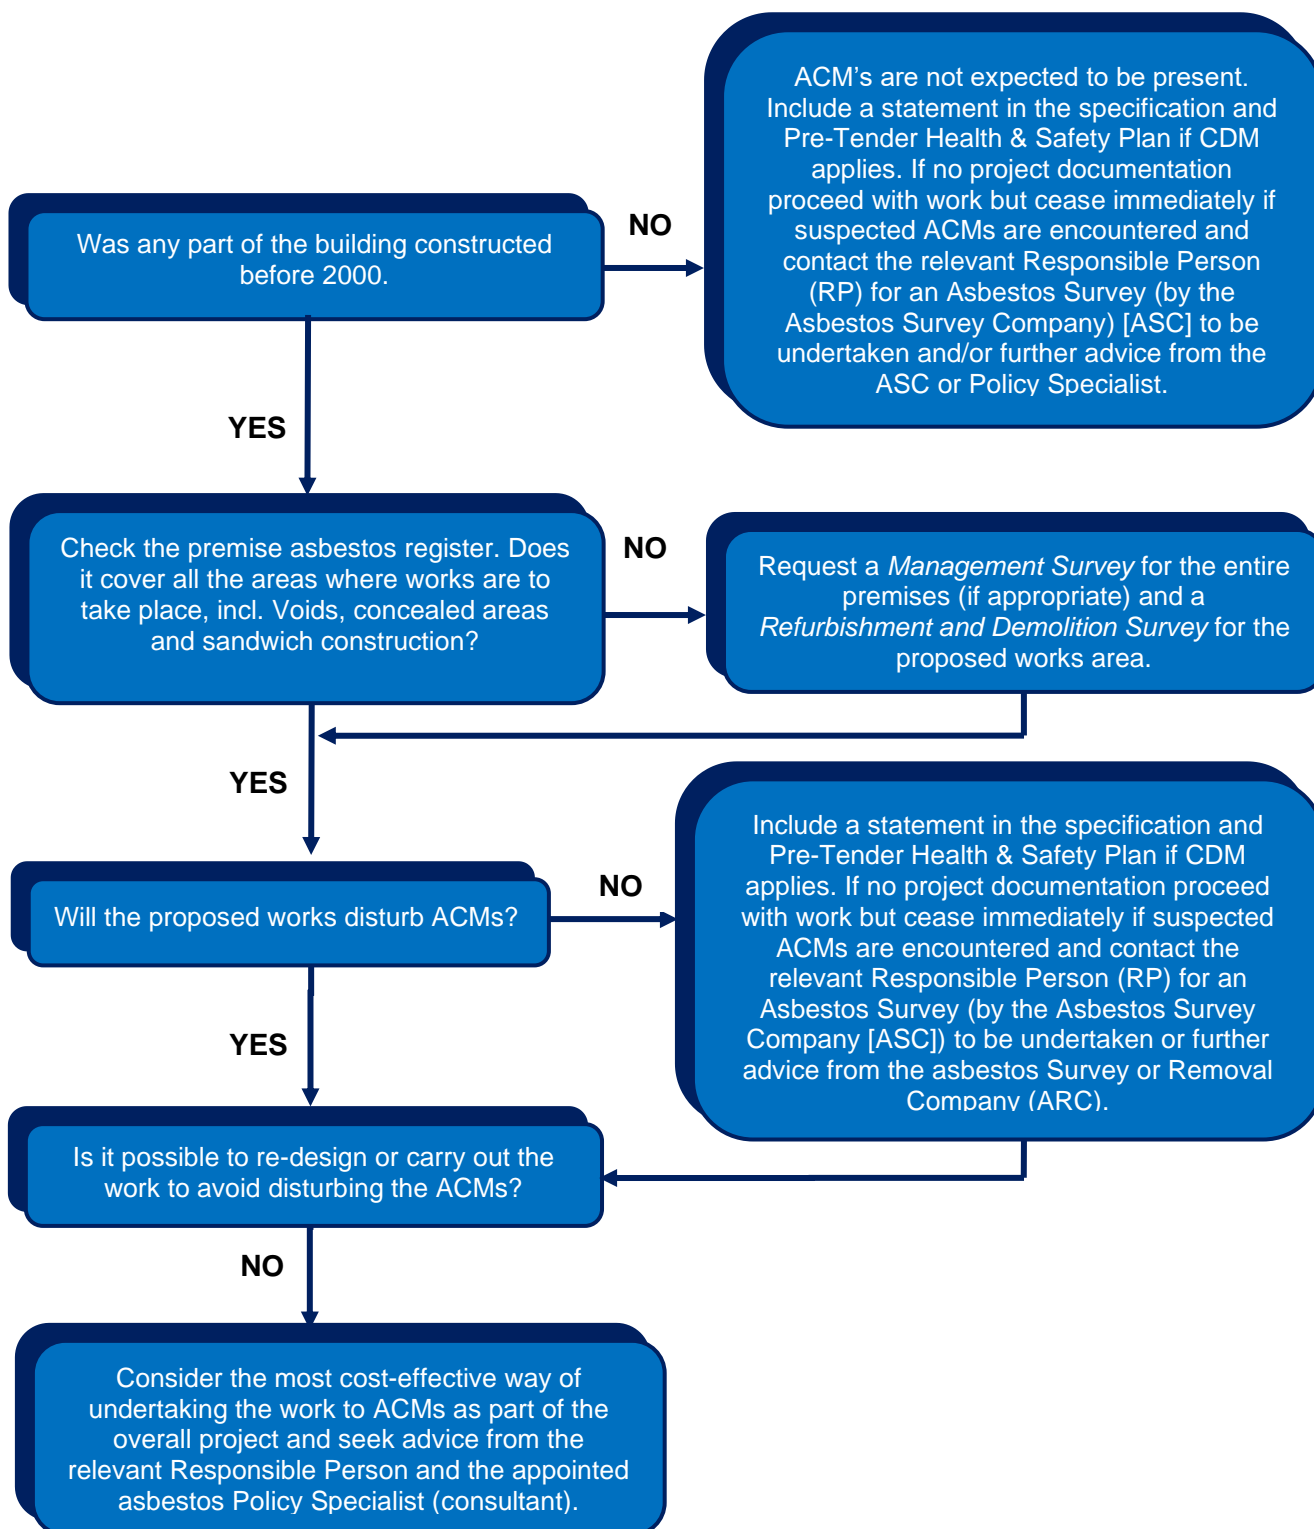 ACM's are not expected to be present.
Include a statement in the specification and
Pre-Tender Health & Safety Plan if CDM
applies. If no project documentation
proceed with work but cease immediately if
suspected ACMs are encountered and
contact the relevant Responsible Person
(RP) for an Asbestos Survey (by the
Asbestos Survey Company) [ASC] to be
undertaken and/or further advice from the
ASC or Policy Specialist.
Was any part of the building constructed
before 2000.
NO
YES
Check the premise asbestos register. Does
it cover all the areas where works are to
take place, incl. Voids, concealed areas
and sandwich construction?
NO
Request a Management Survey for the entire
premises (if appropriate) and a
Refurbishment and Demolition Survey for the
proposed works area.
YES
Will the proposed works disturb ACMs?
NO
Include a statement in the specification and
Pre-Tender Health & Safety Plan if CDM
applies. If no project documentation proceed
with work but cease immediately if suspected
ACMs are encountered and contact the
relevant Responsible Person (RP) for an
Asbestos Survey (by the Asbestos Survey
Company [ASC]) to be undertaken or further
advice from the asbestos Survey or Removal
Company (ARC).
YES
Is it possible to re-design or carry out the
work to avoid disturbing the ACMs?
NO
Consider the most cost-effective way of
undertaking the work to ACMs as part of the
overall project and seek advice from the
relevant Responsible Person and the appointed
asbestos Policy Specialist (consultant).